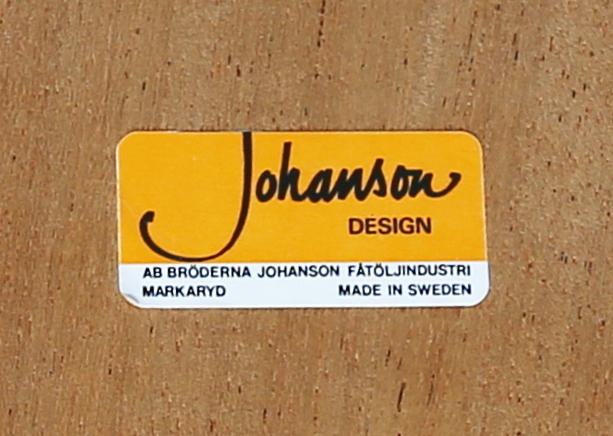 Johanson
DESIGN
AB BRÖDERNA JOHANSON FÅTÖLJINDUSTRI
MARKARYD MADE IN SWEDEN